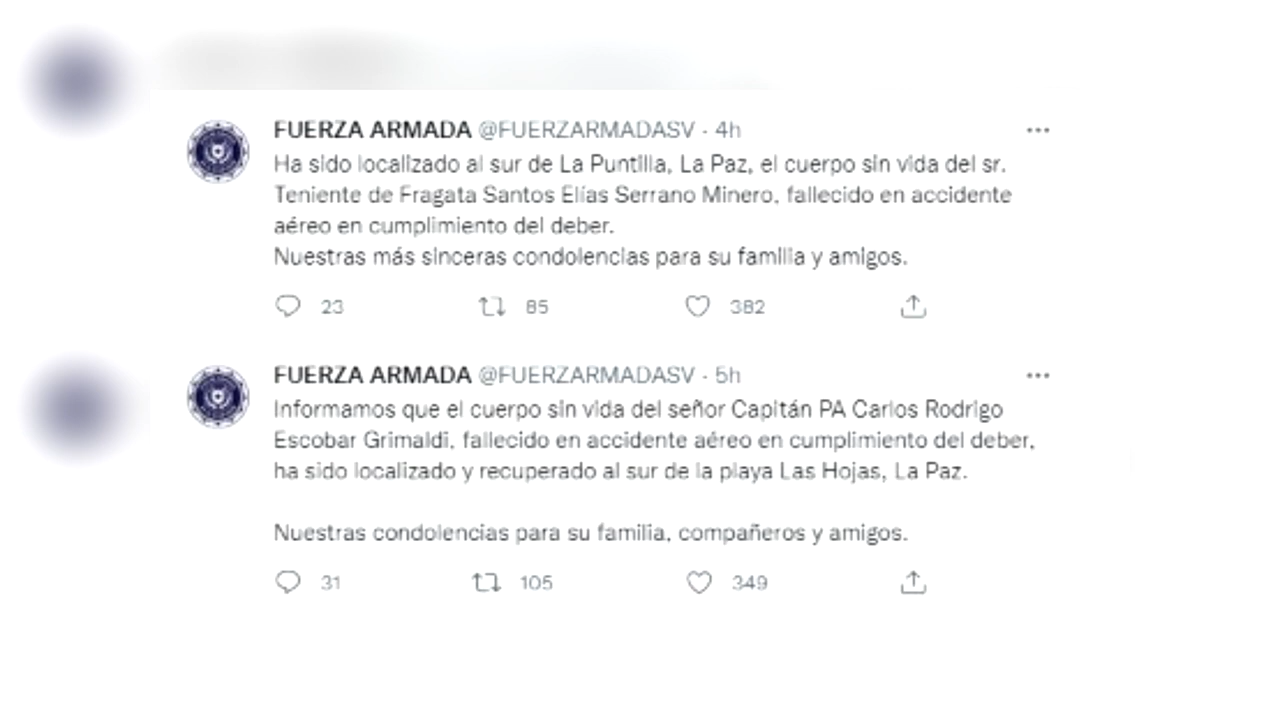 FUERZA ARMADA @FUERZARMADASV · 4h
Ha sido localizado al sur de La Puntilla, La Paz, el cuerpo sin vida del sr.
Teniente de Fragata Santos Elías Serrano Minero, fallecido en accidente
aéreo en cumplimiento del deber.
Nuestras más sinceras condolencias para su familia y amigos.
23 85 382
FUERZA ARMADA @FUERZARMADASV · 5h
Informamos que el cuerpo sin vida del señor Capitán PA Carlos Rodrigo
Escobar Grimaldi, fallecido en accidente aéreo en cumplimiento del deber,
ha sido localizado y recuperado al sur de la playa Las Hojas, La Paz.
Nuestras condolencias para su familia, compañeros y amigos.
31 105 349